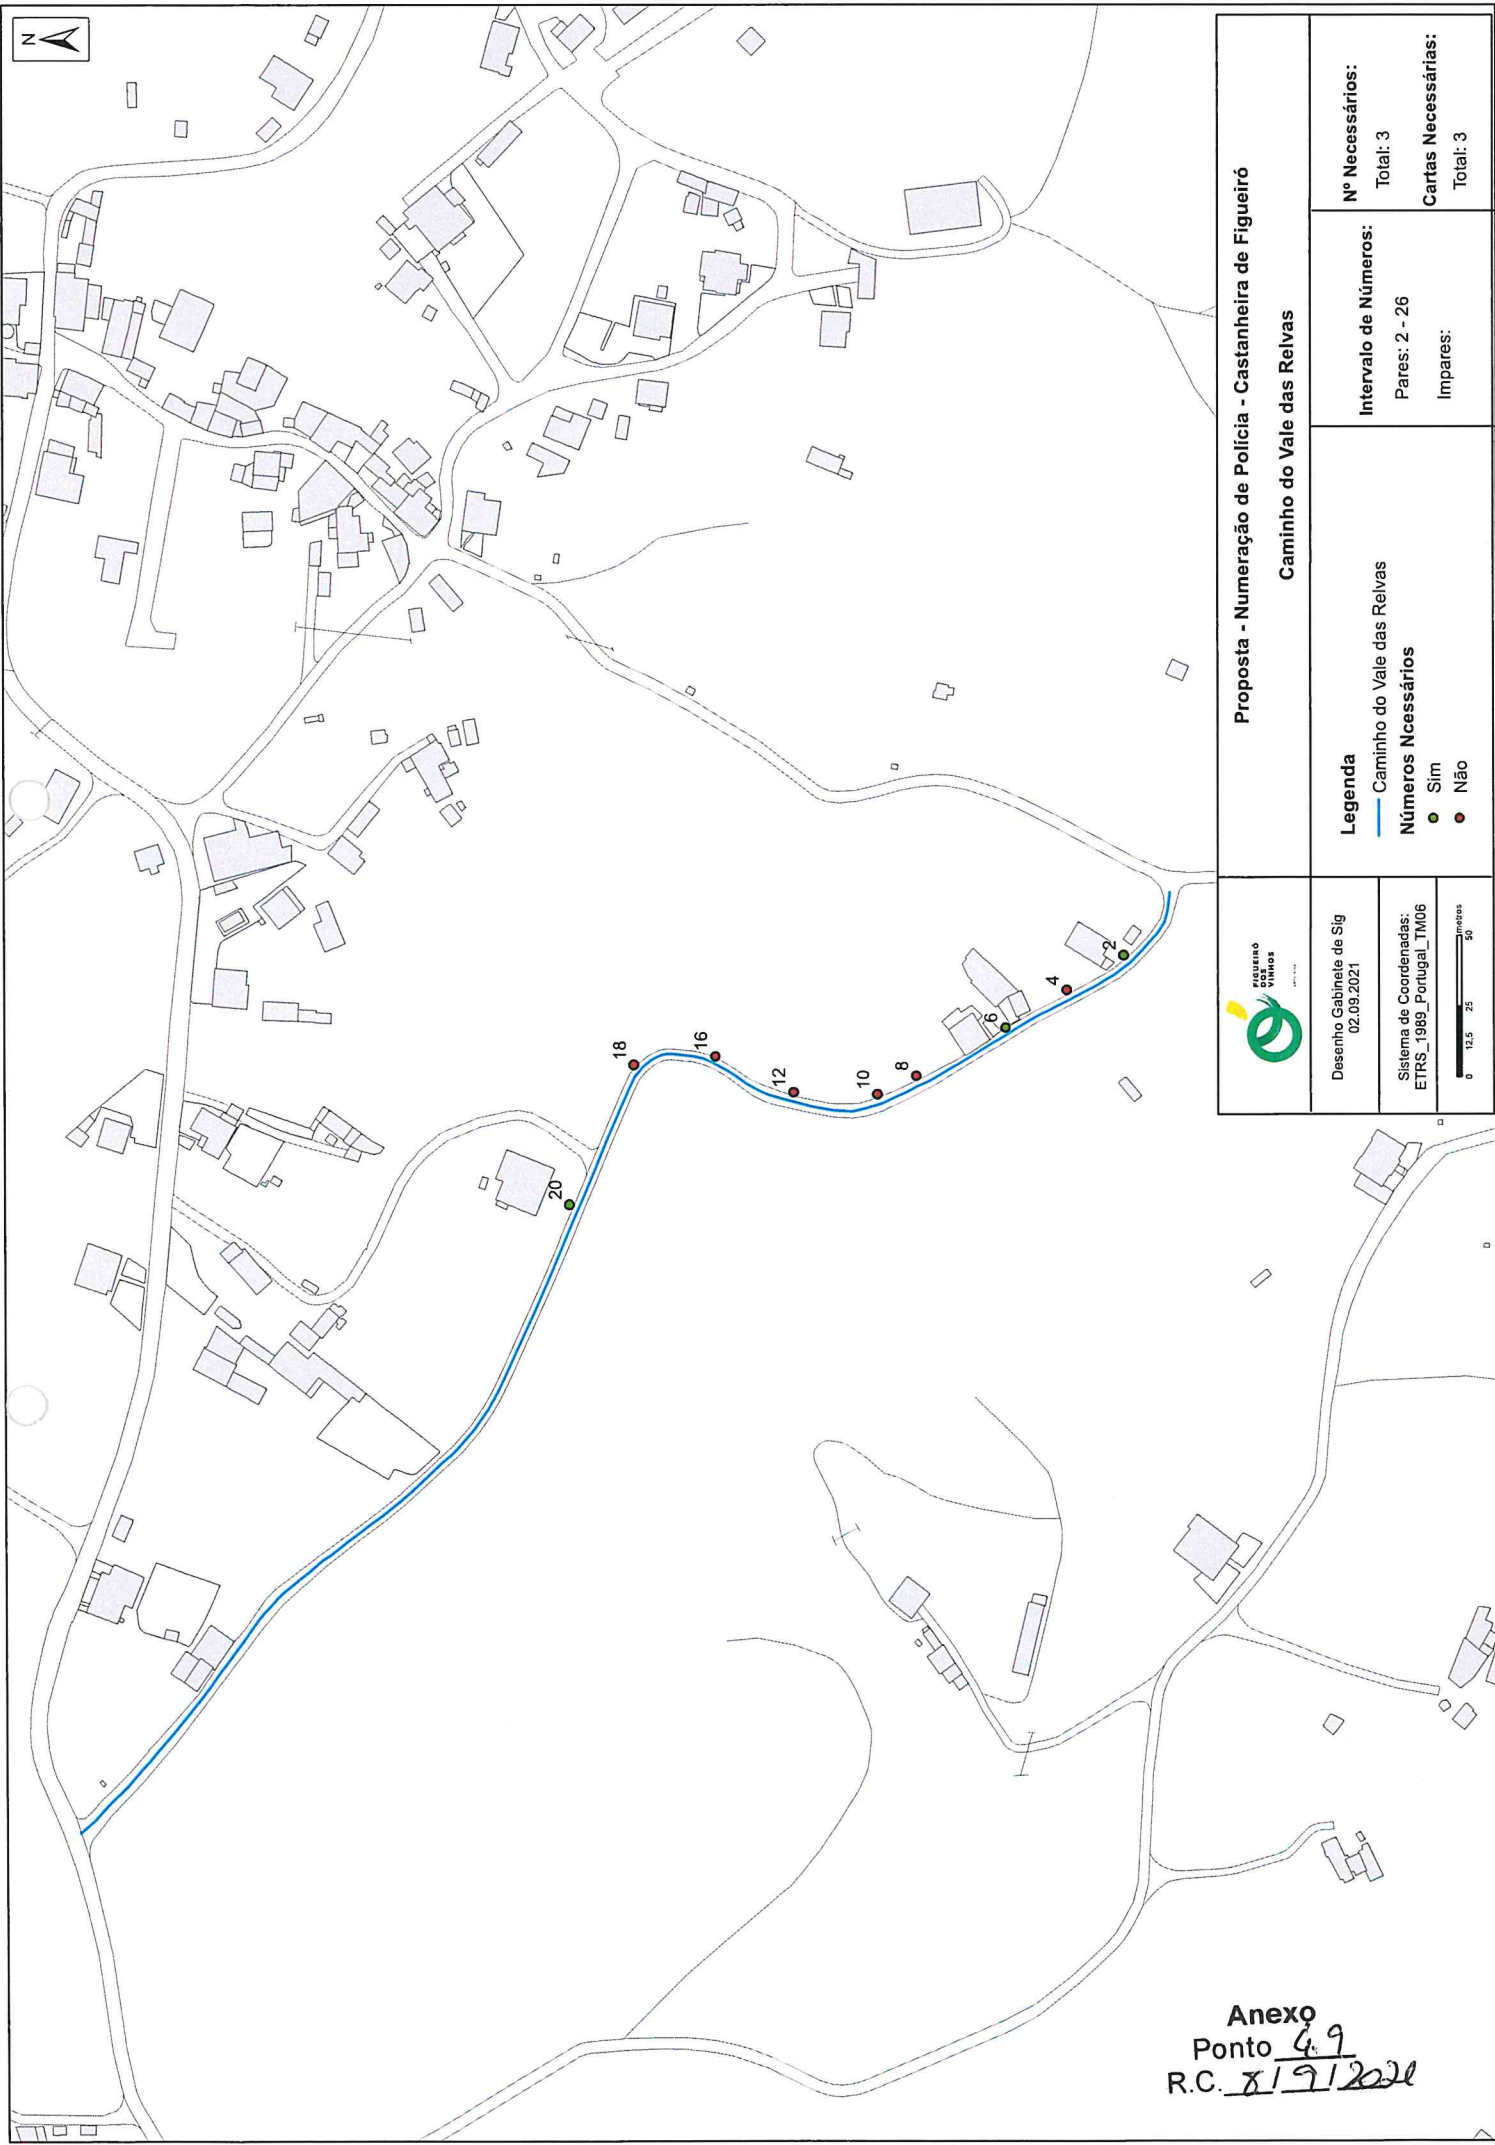 N
20
18
16
12
10
8
6
4
2
FIGUEIRÓ
DOS
VINHOS
Desenho Gabinete de Sig
02.09.2021
Sistema de Coordenadas:
ETRS_1989_Portugal_TM06
0 12,5 25 50
metros
Proposta - Numeração de Polícia - Castanheira de Figueiró
Caminho do Vale das Relvas
Legenda
Caminho do Vale das Relvas
Números Ncessários
Sim
Não
Intervalo de Números:
Pares: 2 - 26
Impares:
Nº Necessários:
Total: 3
Cartas Necessárias:
Total: 3
Anexo
Ponto 4.9
R.C. 8/9/2021